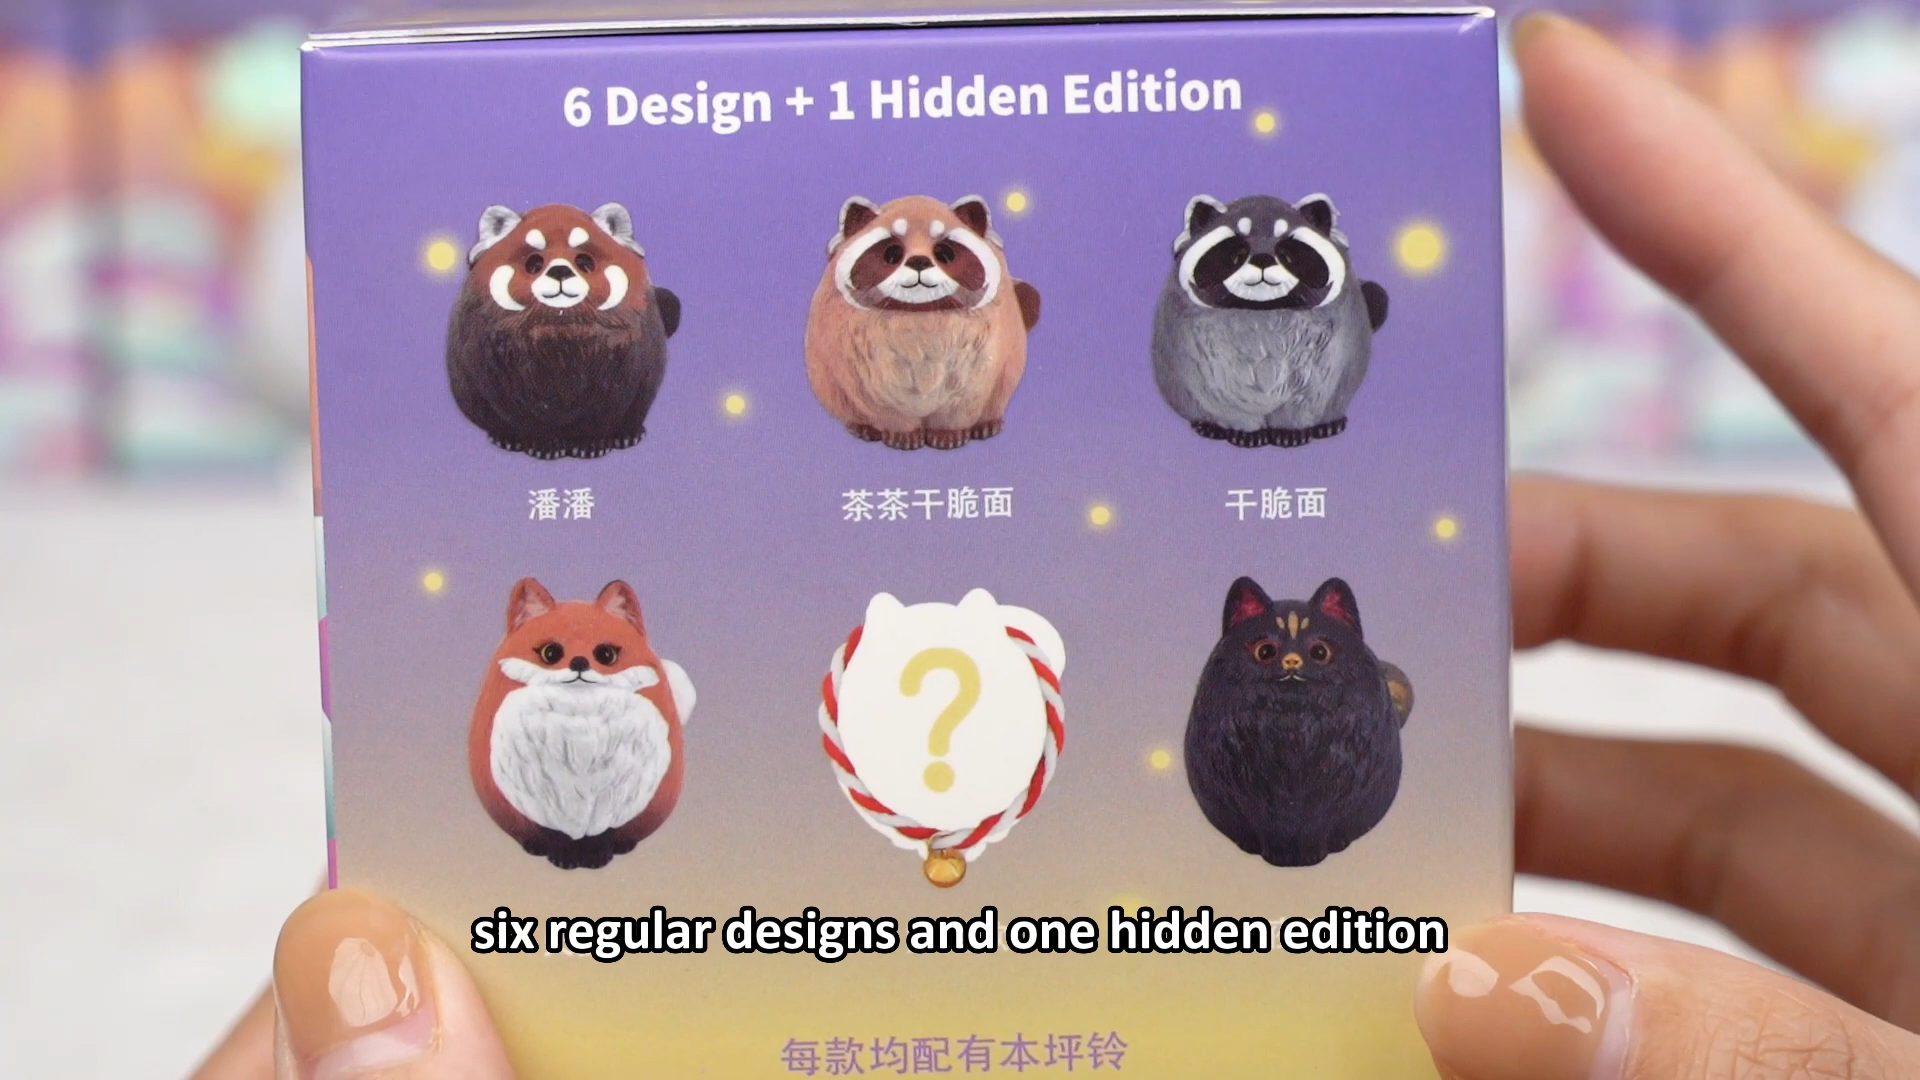 6 Design + 1 Hidden Edition
潘潘
茶茶干脆面
干脆面
?
six regular designs and one hidden edition
每款均配有本坪铃